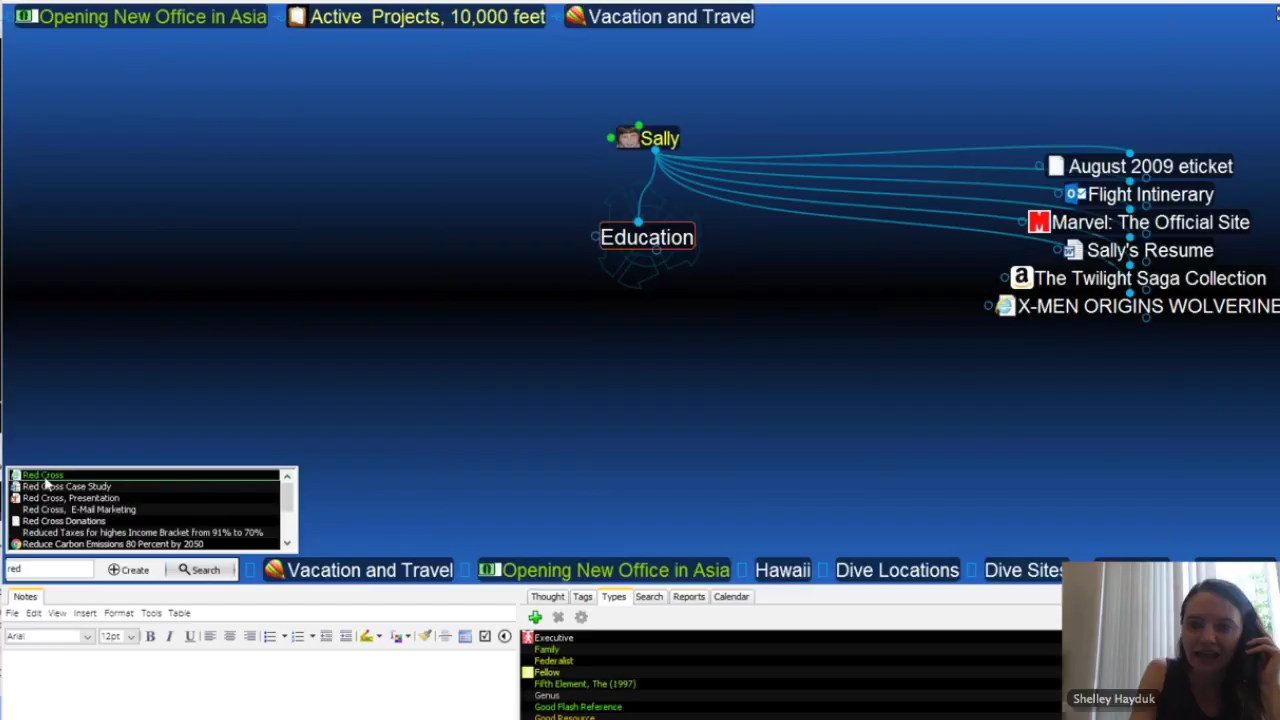 Opening New Office in Asia
Active Projects, 10,000 feet
Vacation and Travel
Sally
Education
August 2009 eticket
Flight Intinerary
Marvel: The Official Site
Sally's Resume
The Twilight Saga Collection
X-MEN ORIGINS WOLVERINE
Red Cross
Red Cross Case Study
Red Cross, Presentation
Red Cross, E-Mail Marketing
Red Cross Donations
Reduced Taxes for highes Income Bracket from 91% to 70%
Reduce Carbon Emissions 80 Percent by 2050
red Create Search
Vacation and Travel Opening New Office in Asia Hawaii Dive Locations Dive Sites
Notes
File Edit View Insert Format Tools Table
Arial 12pt B I U
Thought Tags Types Search Reports Calendar
Executive
Family
Federalist
Fellow
Fifth Element, The (1997)
Genus
Good Flash Reference
Good Resource
Shelley Hayduk